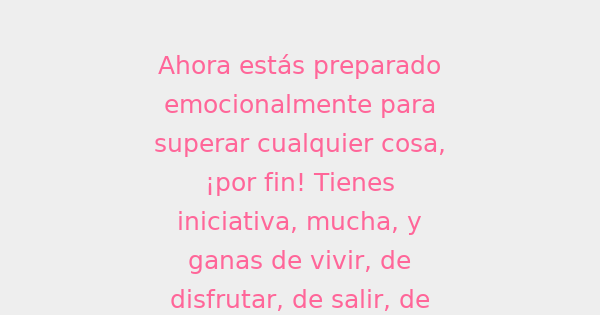 Ahora estás preparado
emocionalmente para
superar cualquier cosa,
¡por fin! Tienes
iniciativa, mucha, y
ganas de vivir, de
disfrutar, de salir, de